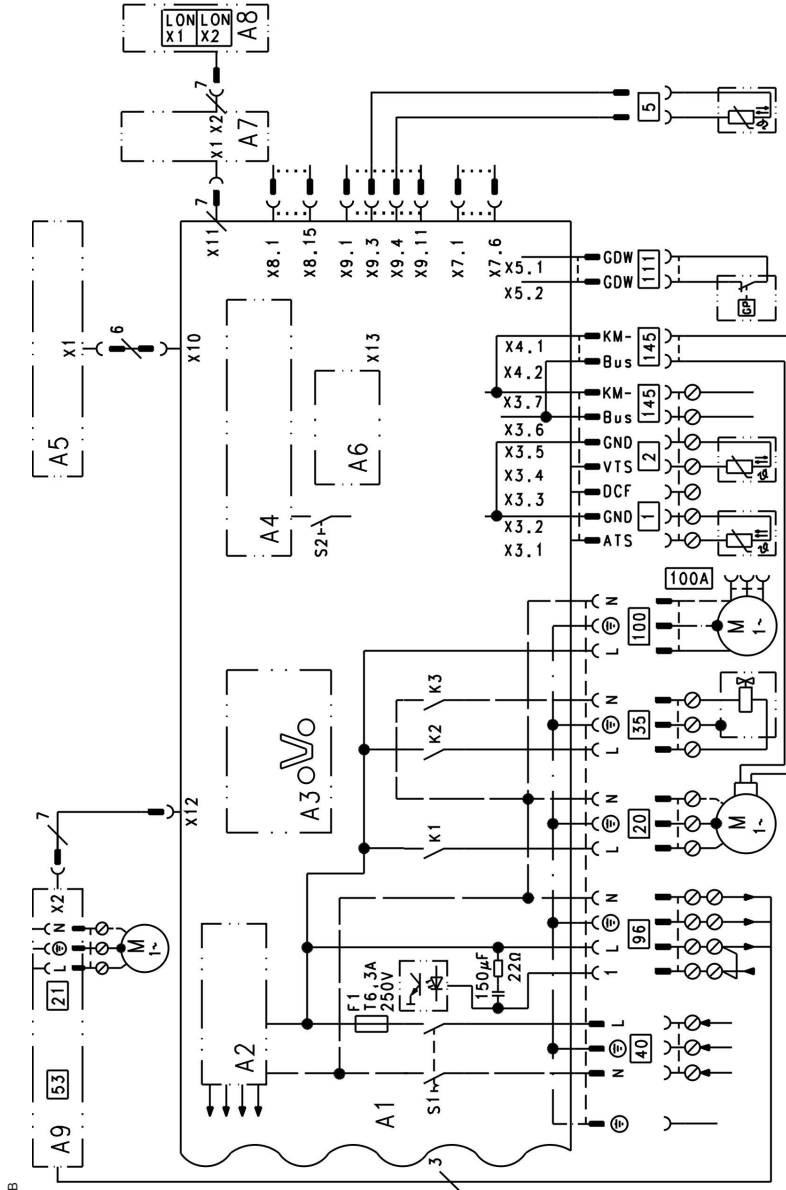 LON
X1
LON
X2
A8
7
X1
X2
A7
7
X11
5
ϑ
A5
X1
6
X10
X8.1
X8.15
X9.1
X9.3
X9.4
X9.11
X7.1
X7.6
X5.1
X5.2
GDW
GDW
111
GP
A4
A6
X13
S2
X4.1
X4.2
X3.7
X3.6
X3.5
X3.4
X3.3
X3.2
X3.1
KM-
Bus
145
KM-
Bus
145
GND
VTS
2
DCF
GND
ATS
1
ϑ
ϑ
A3
X12
7
K3
K2
K1
N
L
100
100A
M
1~
N
L
35
N
L
20
M
1~
A9
53
21
X2
L
N
M
1~
A2
A1
F1
T6,3A
250V
150µF
22Ω
S1
N
L
1
96
L
N
40
3
B